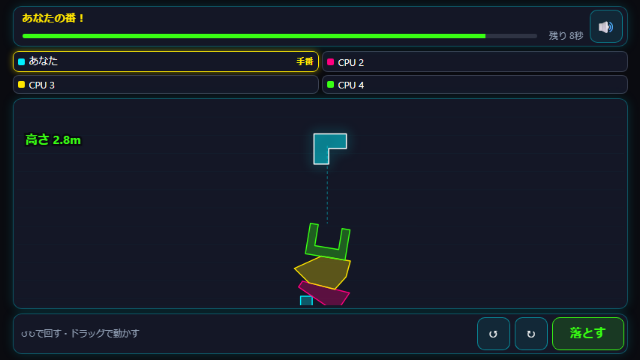 あなたの番！
残り 8秒
あなた
手番
CPU 2
CPU 3
CPU 4
高さ 2.8m
↺↻で回す・ドラッグで動かす
↺
↻
落とす